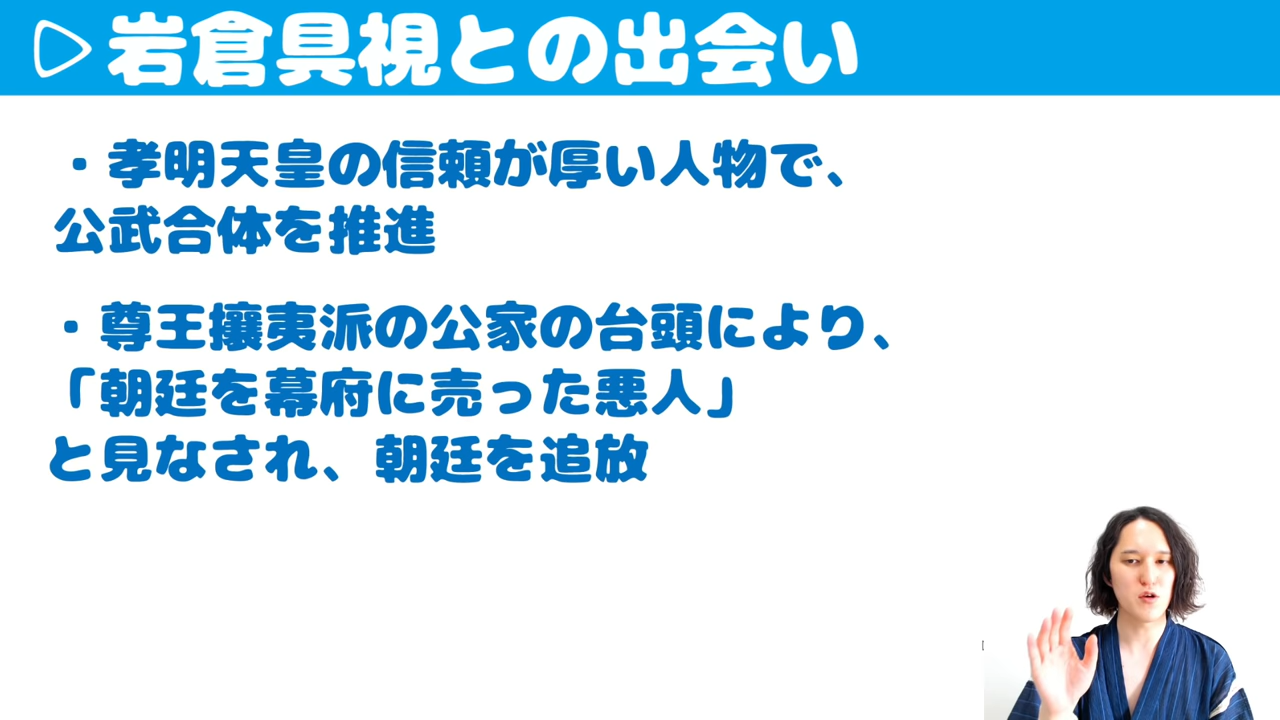 岩倉具視との出会い
・孝明天皇の信頼が厚い人物で、
公武合体を推進
・尊王攘夷派の公家の台頭により、
「朝廷を幕府に売った悪人」
と見なされ、朝廷を追放